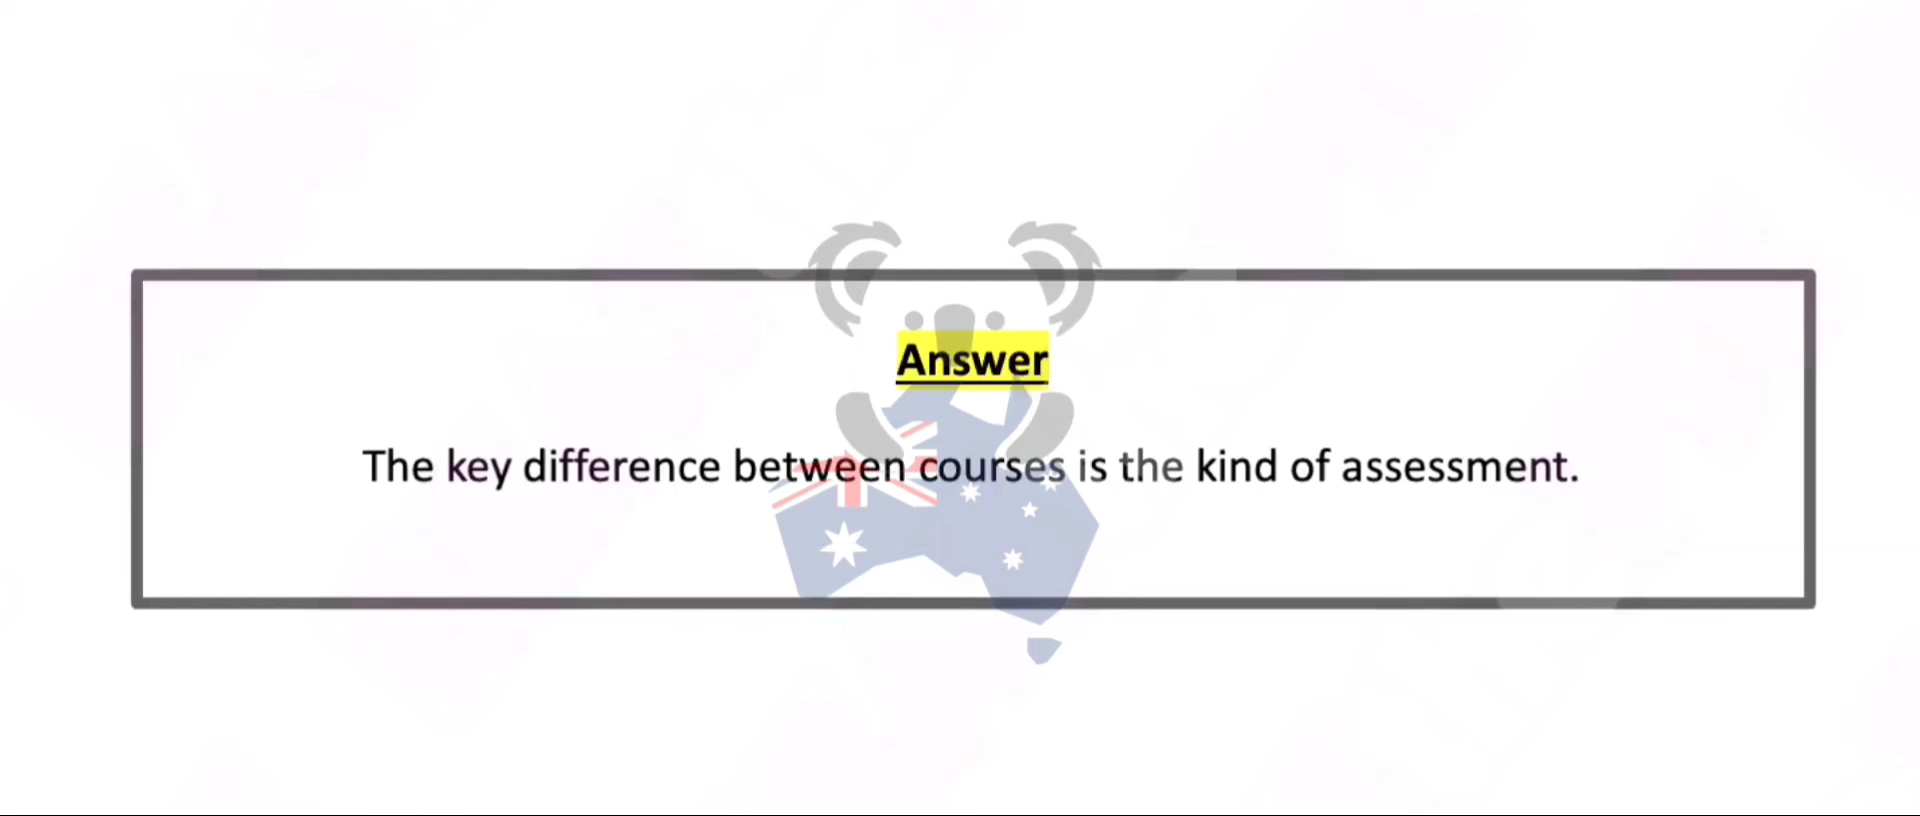 Answer
The key difference between courses is the kind of assessment.